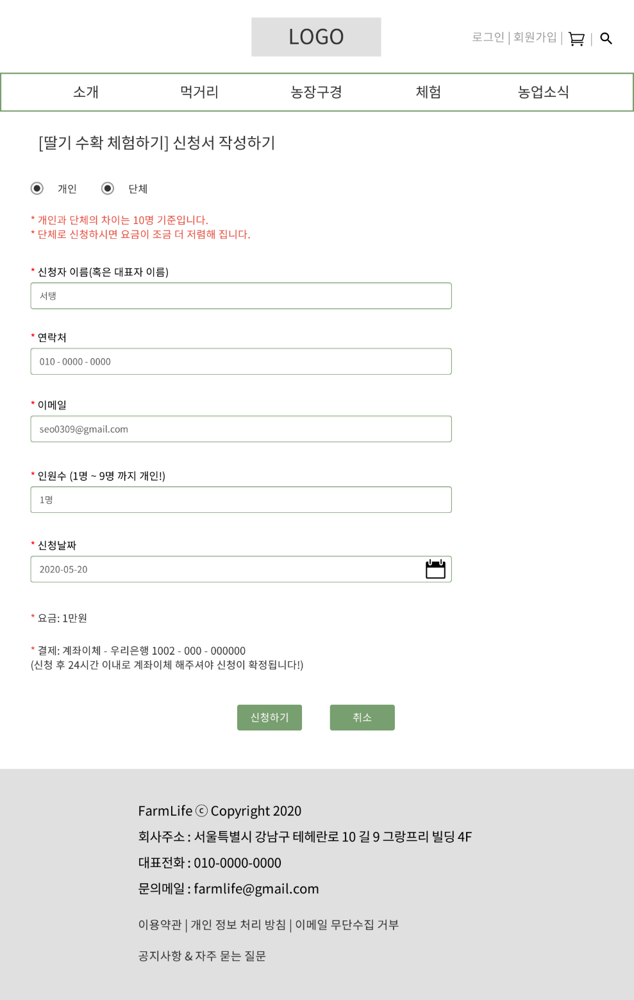 LOGO
로그인 | 회원가입 | |
소개 먹거리 농장구경 체험 농업소식
[딸기 수확 체험하기] 신청서 작성하기
개인 단체
* 개인과 단체의 차이는 10명 기준입니다.
* 단체로 신청하시면 요금이 조금 더 저렴해 집니다.
* 신청자 이름(혹은 대표자 이름)
서탱
* 연락처
010 - 0000 - 0000
* 이메일
seo0309@gmail.com
* 인원수 (1명 ~ 9명 까지 개인!)
1명
* 신청날짜
2020-05-20
* 요금: 1만원
* 결제: 계좌이체 - 우리은행 1002 - 000 - 000000
(신청 후 24시간 이내로 계좌이체 해주셔야 신청이 확정됩니다!)
신청하기 취소
FarmLife ⓒ Copyright 2020
회사주소 : 서울특별시 강남구 테헤란로 10 길 9 그랑프리 빌딩 4F
대표전화 : 010-0000-0000
문의메일 : farmlife@gmail.com
이용약관 | 개인 정보 처리 방침 | 이메일 무단수집 거부
공지사항 & 자주 묻는 질문